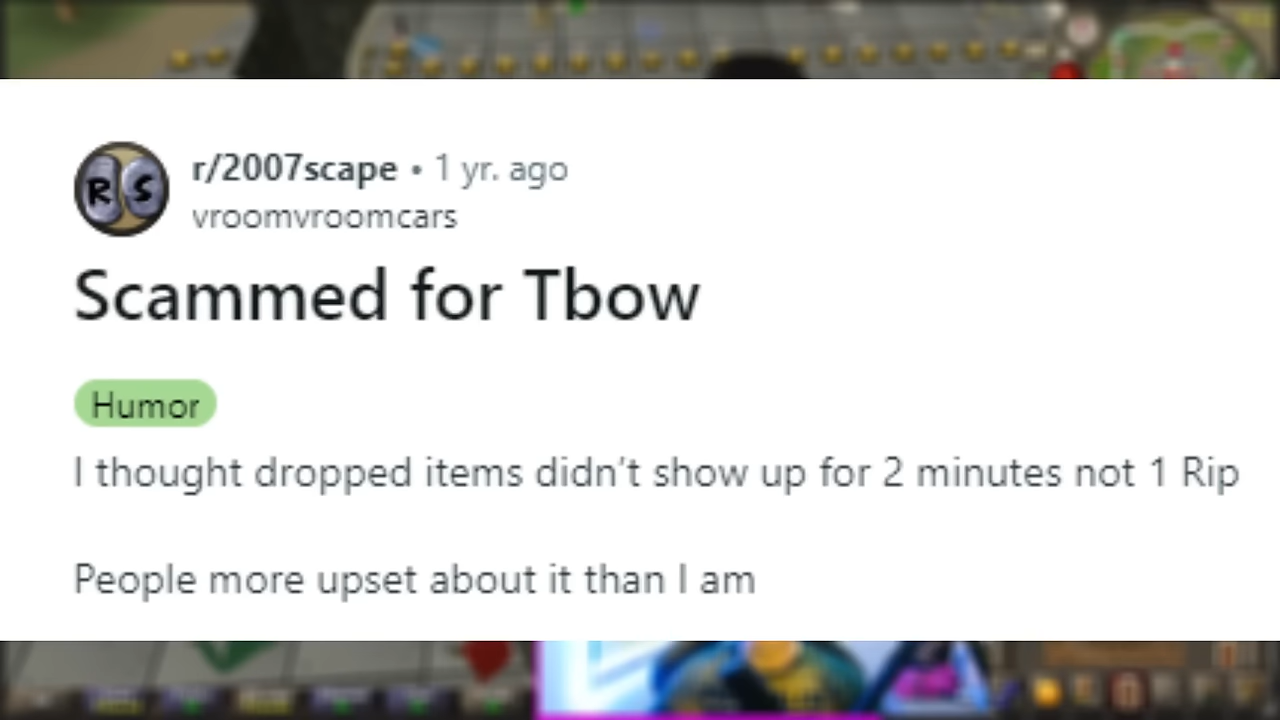 RS
r/2007scape • 1 yr. ago
vroomvroomcars
Scammed for Tbow
Humor
I thought dropped items didn’t show up for 2 minutes not 1 Rip
People more upset about it than I am